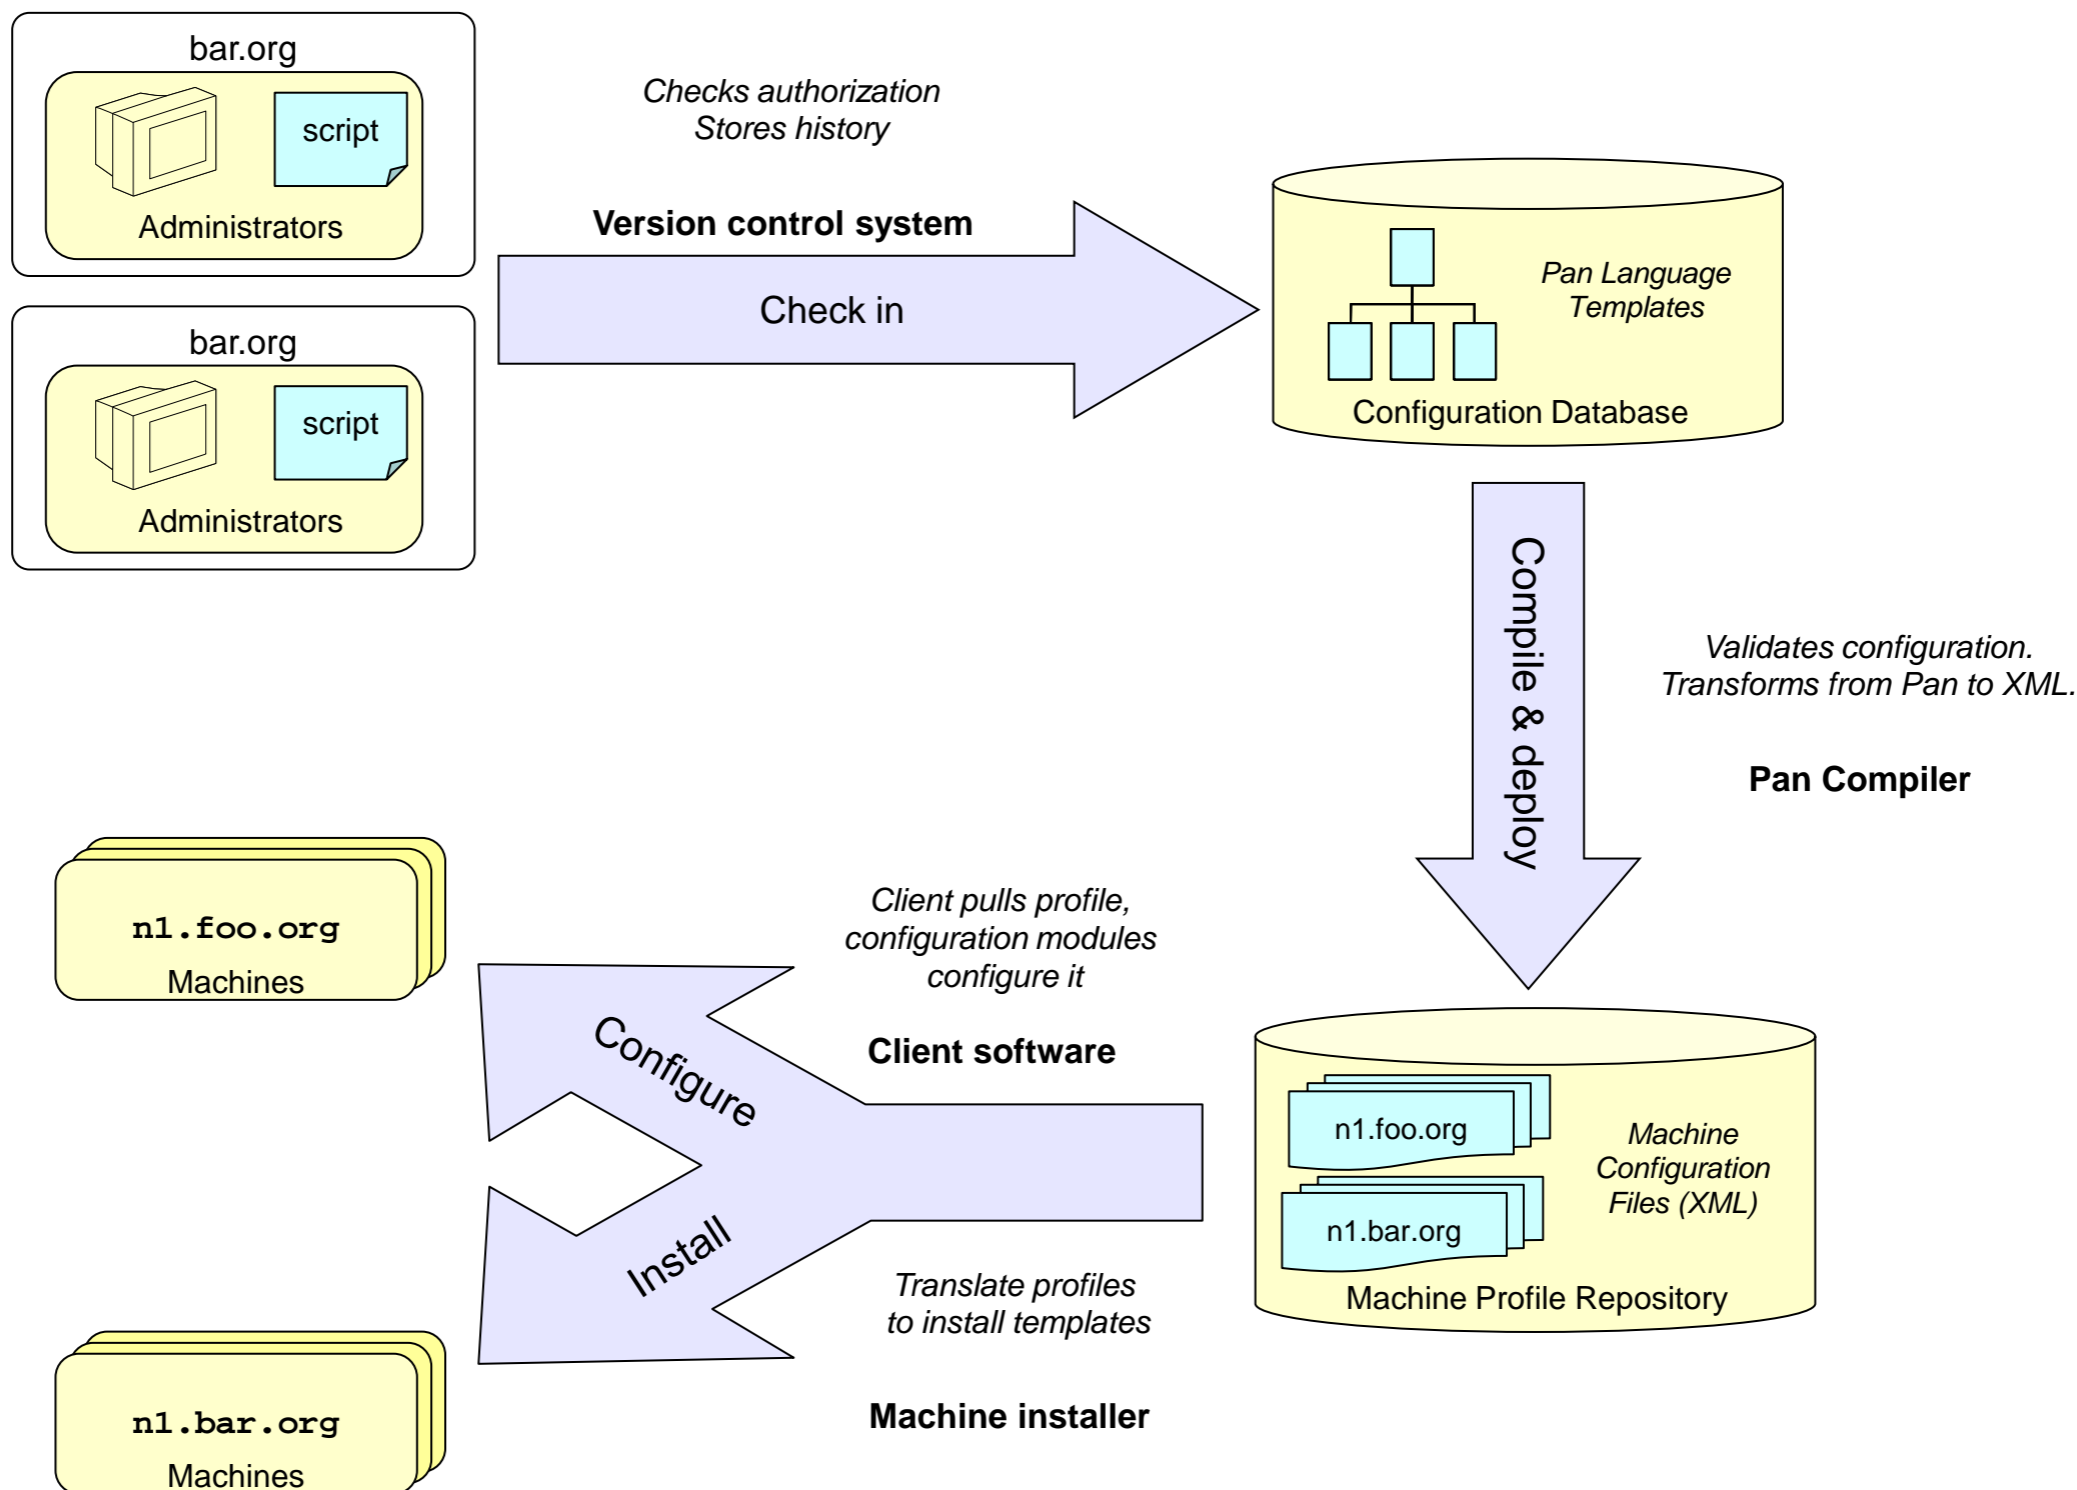 bar.org
script
Administrators
bar.org
script
Administrators
Checks authorization
Stores history
Version control system
Check in
Pan Language
Templates
Configuration Database
Compile & deploy
Validates configuration.
Transforms from Pan to XML.
Pan Compiler
n1.foo.org
Machines
Client pulls profile,
configuration modules
configure it
Client software
Configure
Install
n1.foo.org
n1.bar.org
Machine
Configuration
Files (XML)
Machine Profile Repository
Translate profiles
to install templates
Machine installer
n1.bar.org
Machines